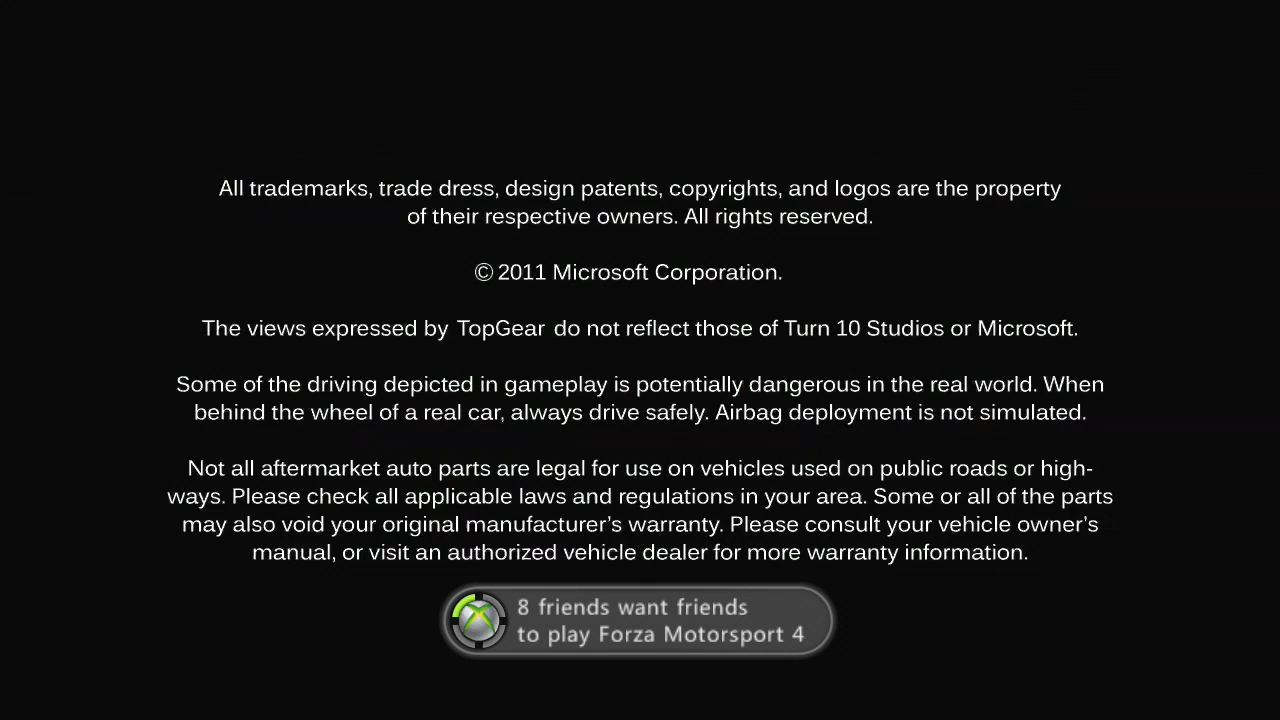 All trademarks, trade dress, design patents, copyrights, and logos are the property
of their respective owners. All rights reserved.
© 2011 Microsoft Corporation.
The views expressed by TopGear do not reflect those of Turn 10 Studios or Microsoft.
Some of the driving depicted in gameplay is potentially dangerous in the real world. When
behind the wheel of a real car, always drive safely. Airbag deployment is not simulated.
Not all aftermarket auto parts are legal for use on vehicles used on public roads or high-
ways. Please check all applicable laws and regulations in your area. Some or all of the parts
may also void your original manufacturer’s warranty. Please consult your vehicle owner’s
manual, or visit an authorized vehicle dealer for more warranty information.
8 friends want friends
to play Forza Motorsport 4